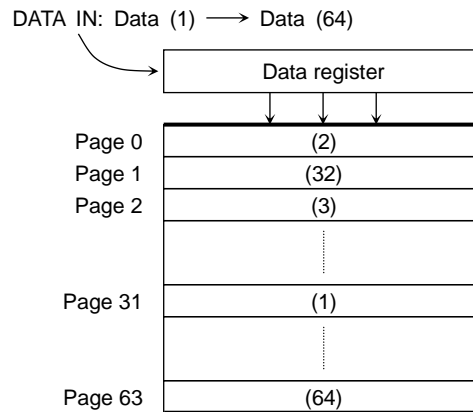 DATA IN: Data (1) → Data (64)
Data register
Page 0 (2)
Page 1 (32)
Page 2 (3)
Page 31 (1)
Page 63 (64)